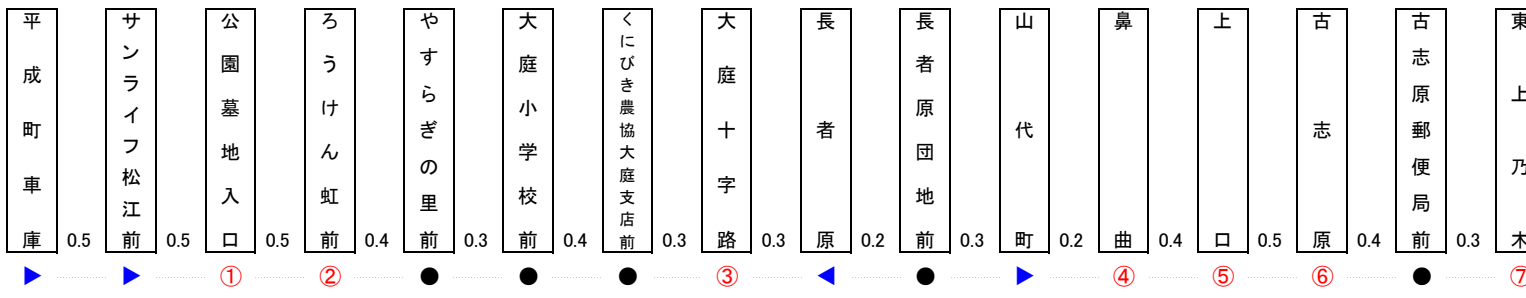 平成町車庫
サンライフ松江前
公園墓地入口
ろうけん虹前
やすらぎの里前
大庭小学校前
くにびき農協大庭支店前
大庭十字路
長者原
長者原団地前
山代町
鼻曲
上口
古志原
古志原郵便局前
東上乃木
0.5 0.5 0.5 0.4 0.3 0.4 0.3 0.3 0.2 0.3 0.2 0.4 0.5 0.4 0.3
▶ ▶ ① ② ● ● ● ③ ◀ ● ▶ ④ ⑤ ⑥ ● ⑦